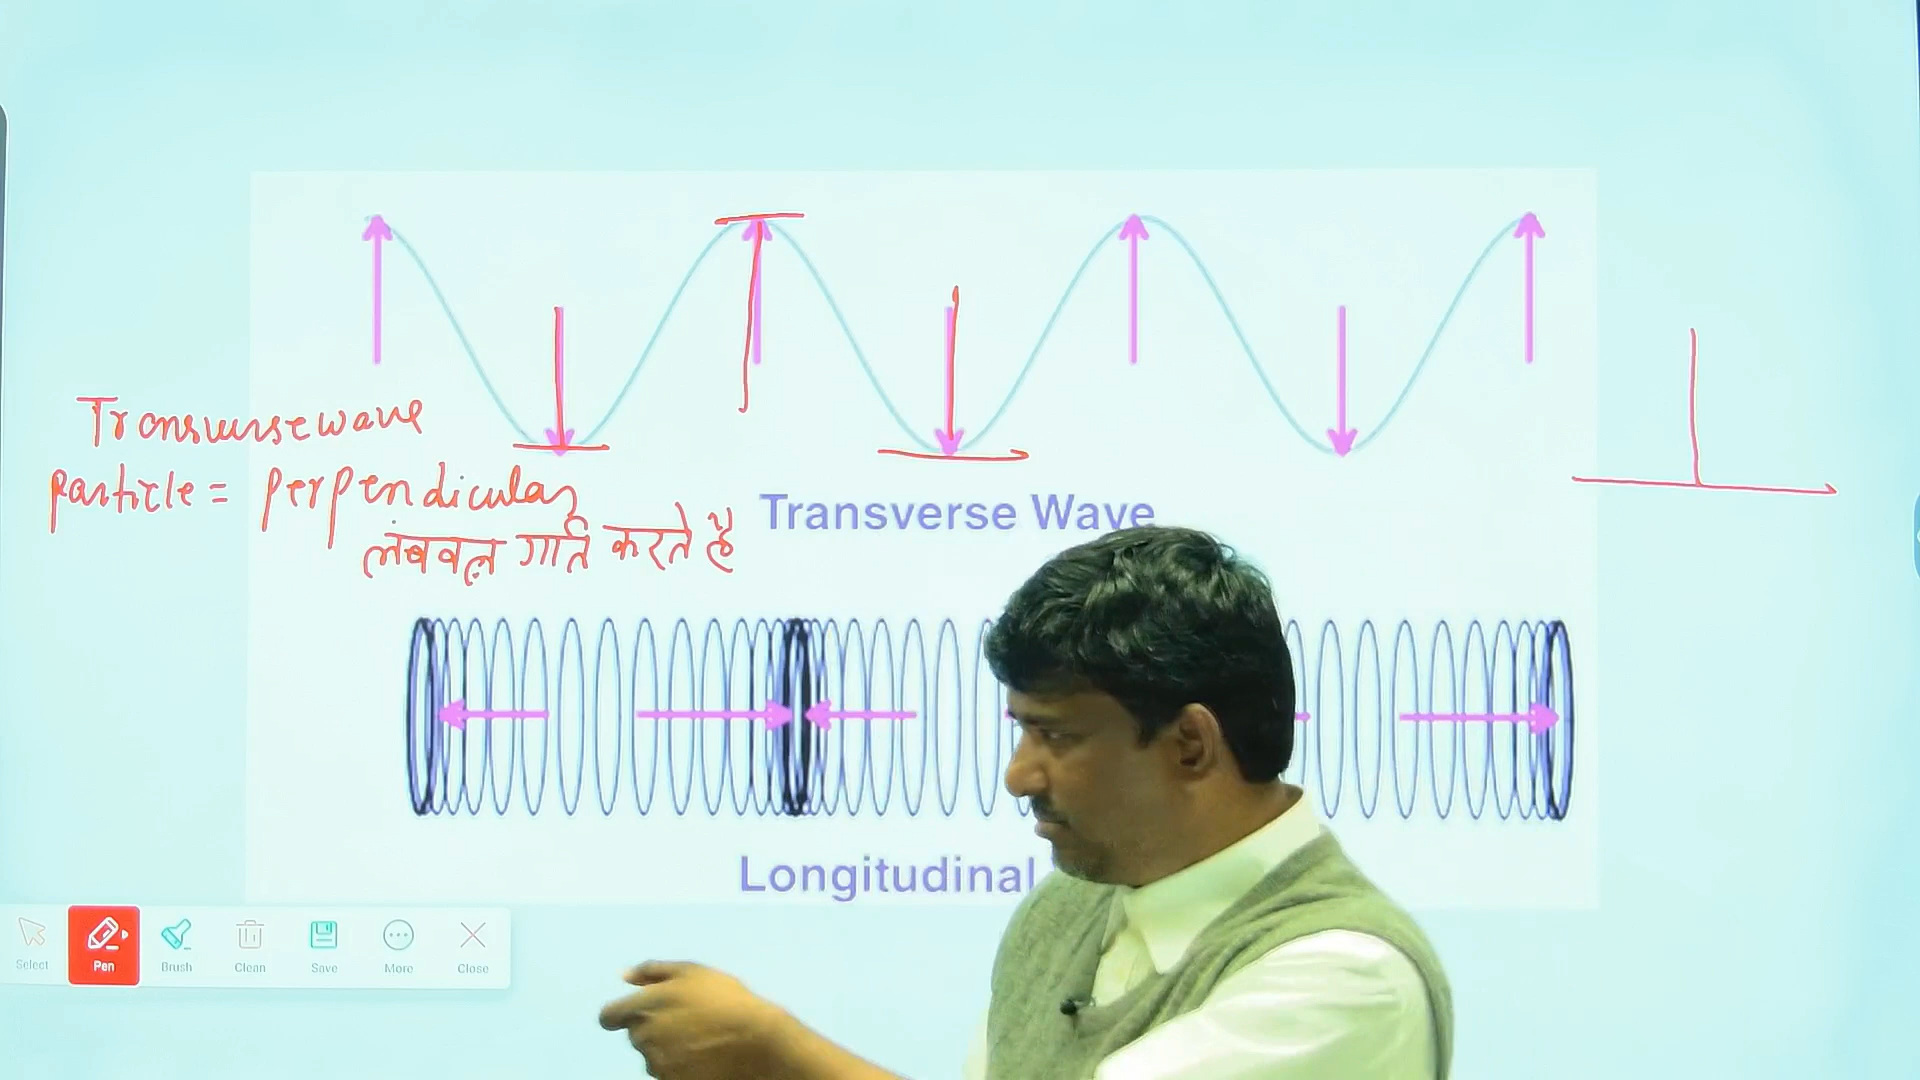 Transverse wave
particle = perpendicular
लंबवत गति करते है
Transverse Wave
Longitudinal
Select Pen Brush Clean Save More Close